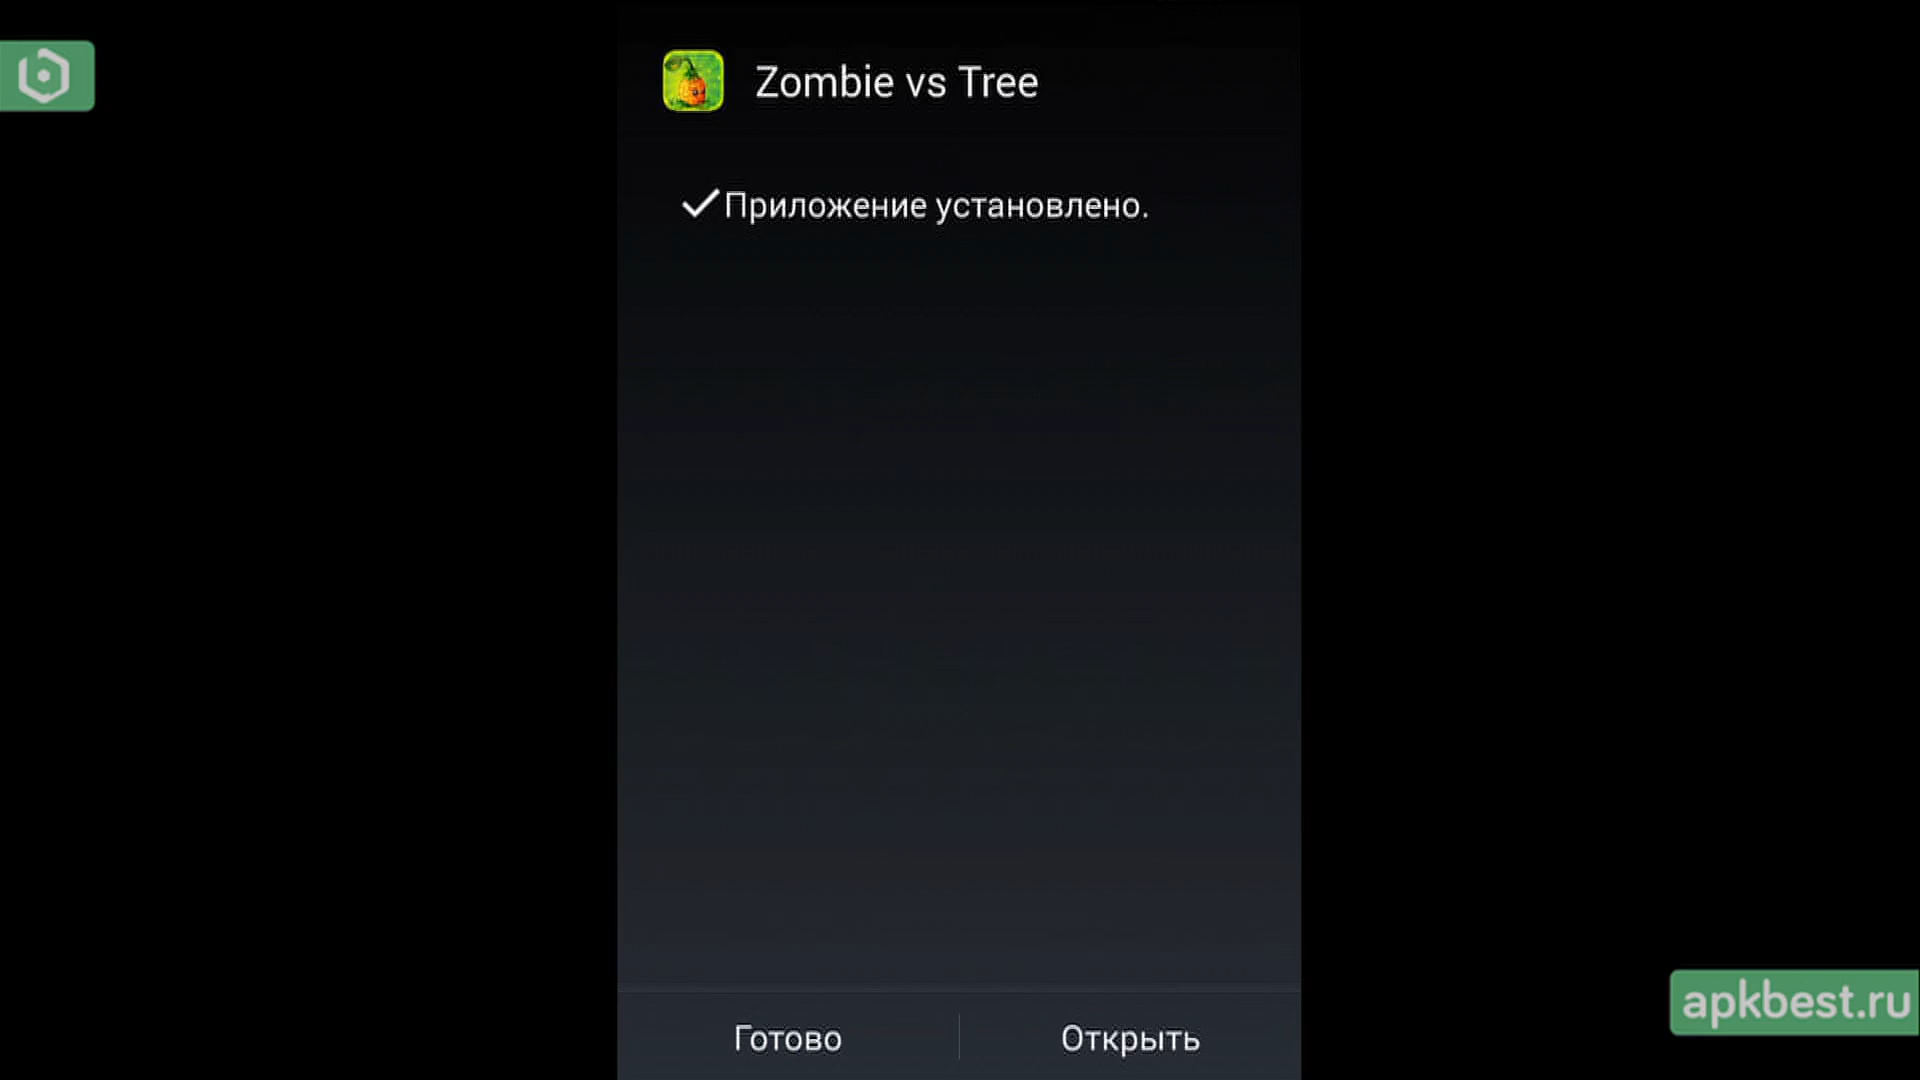 Zombie vs Tree
Приложение установлено.
Готово
Открыть
apkbest.ru